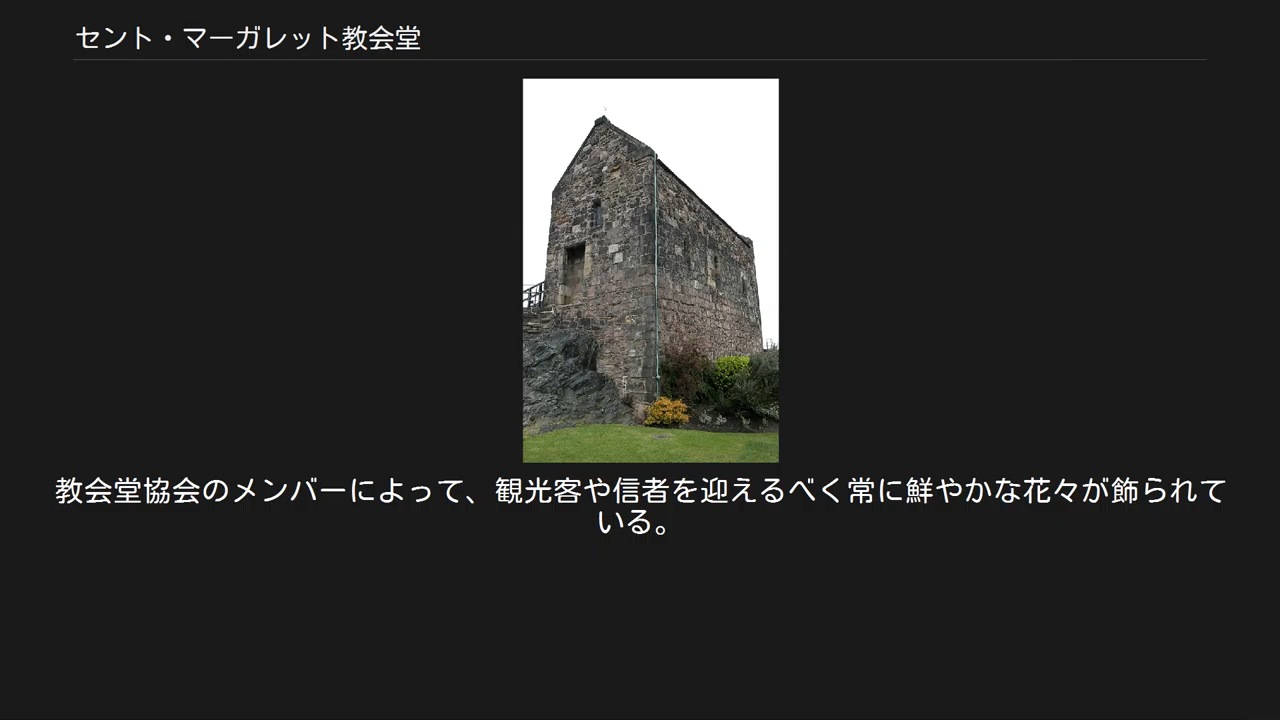 セント・マーガレット教会堂
教会堂協会のメンバーによって、観光客や信者を迎えるべく常に鮮やかな花々が飾られて
いる。